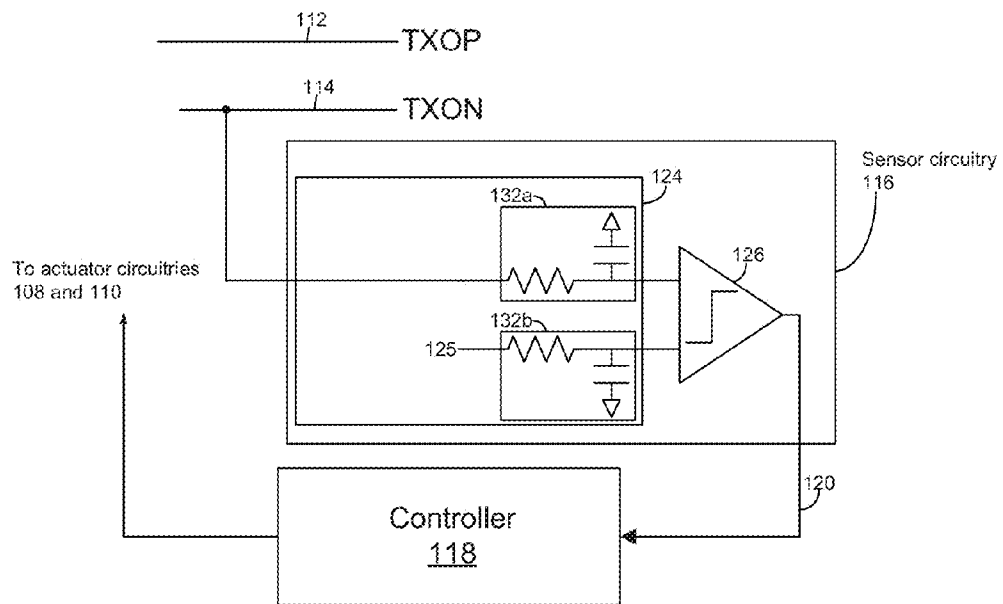 112
TXOP
114
TXON
Sensor circuitry
116
124
132a
126
To actuator circuitries
108 and 110
132b
125
120
Controller
118